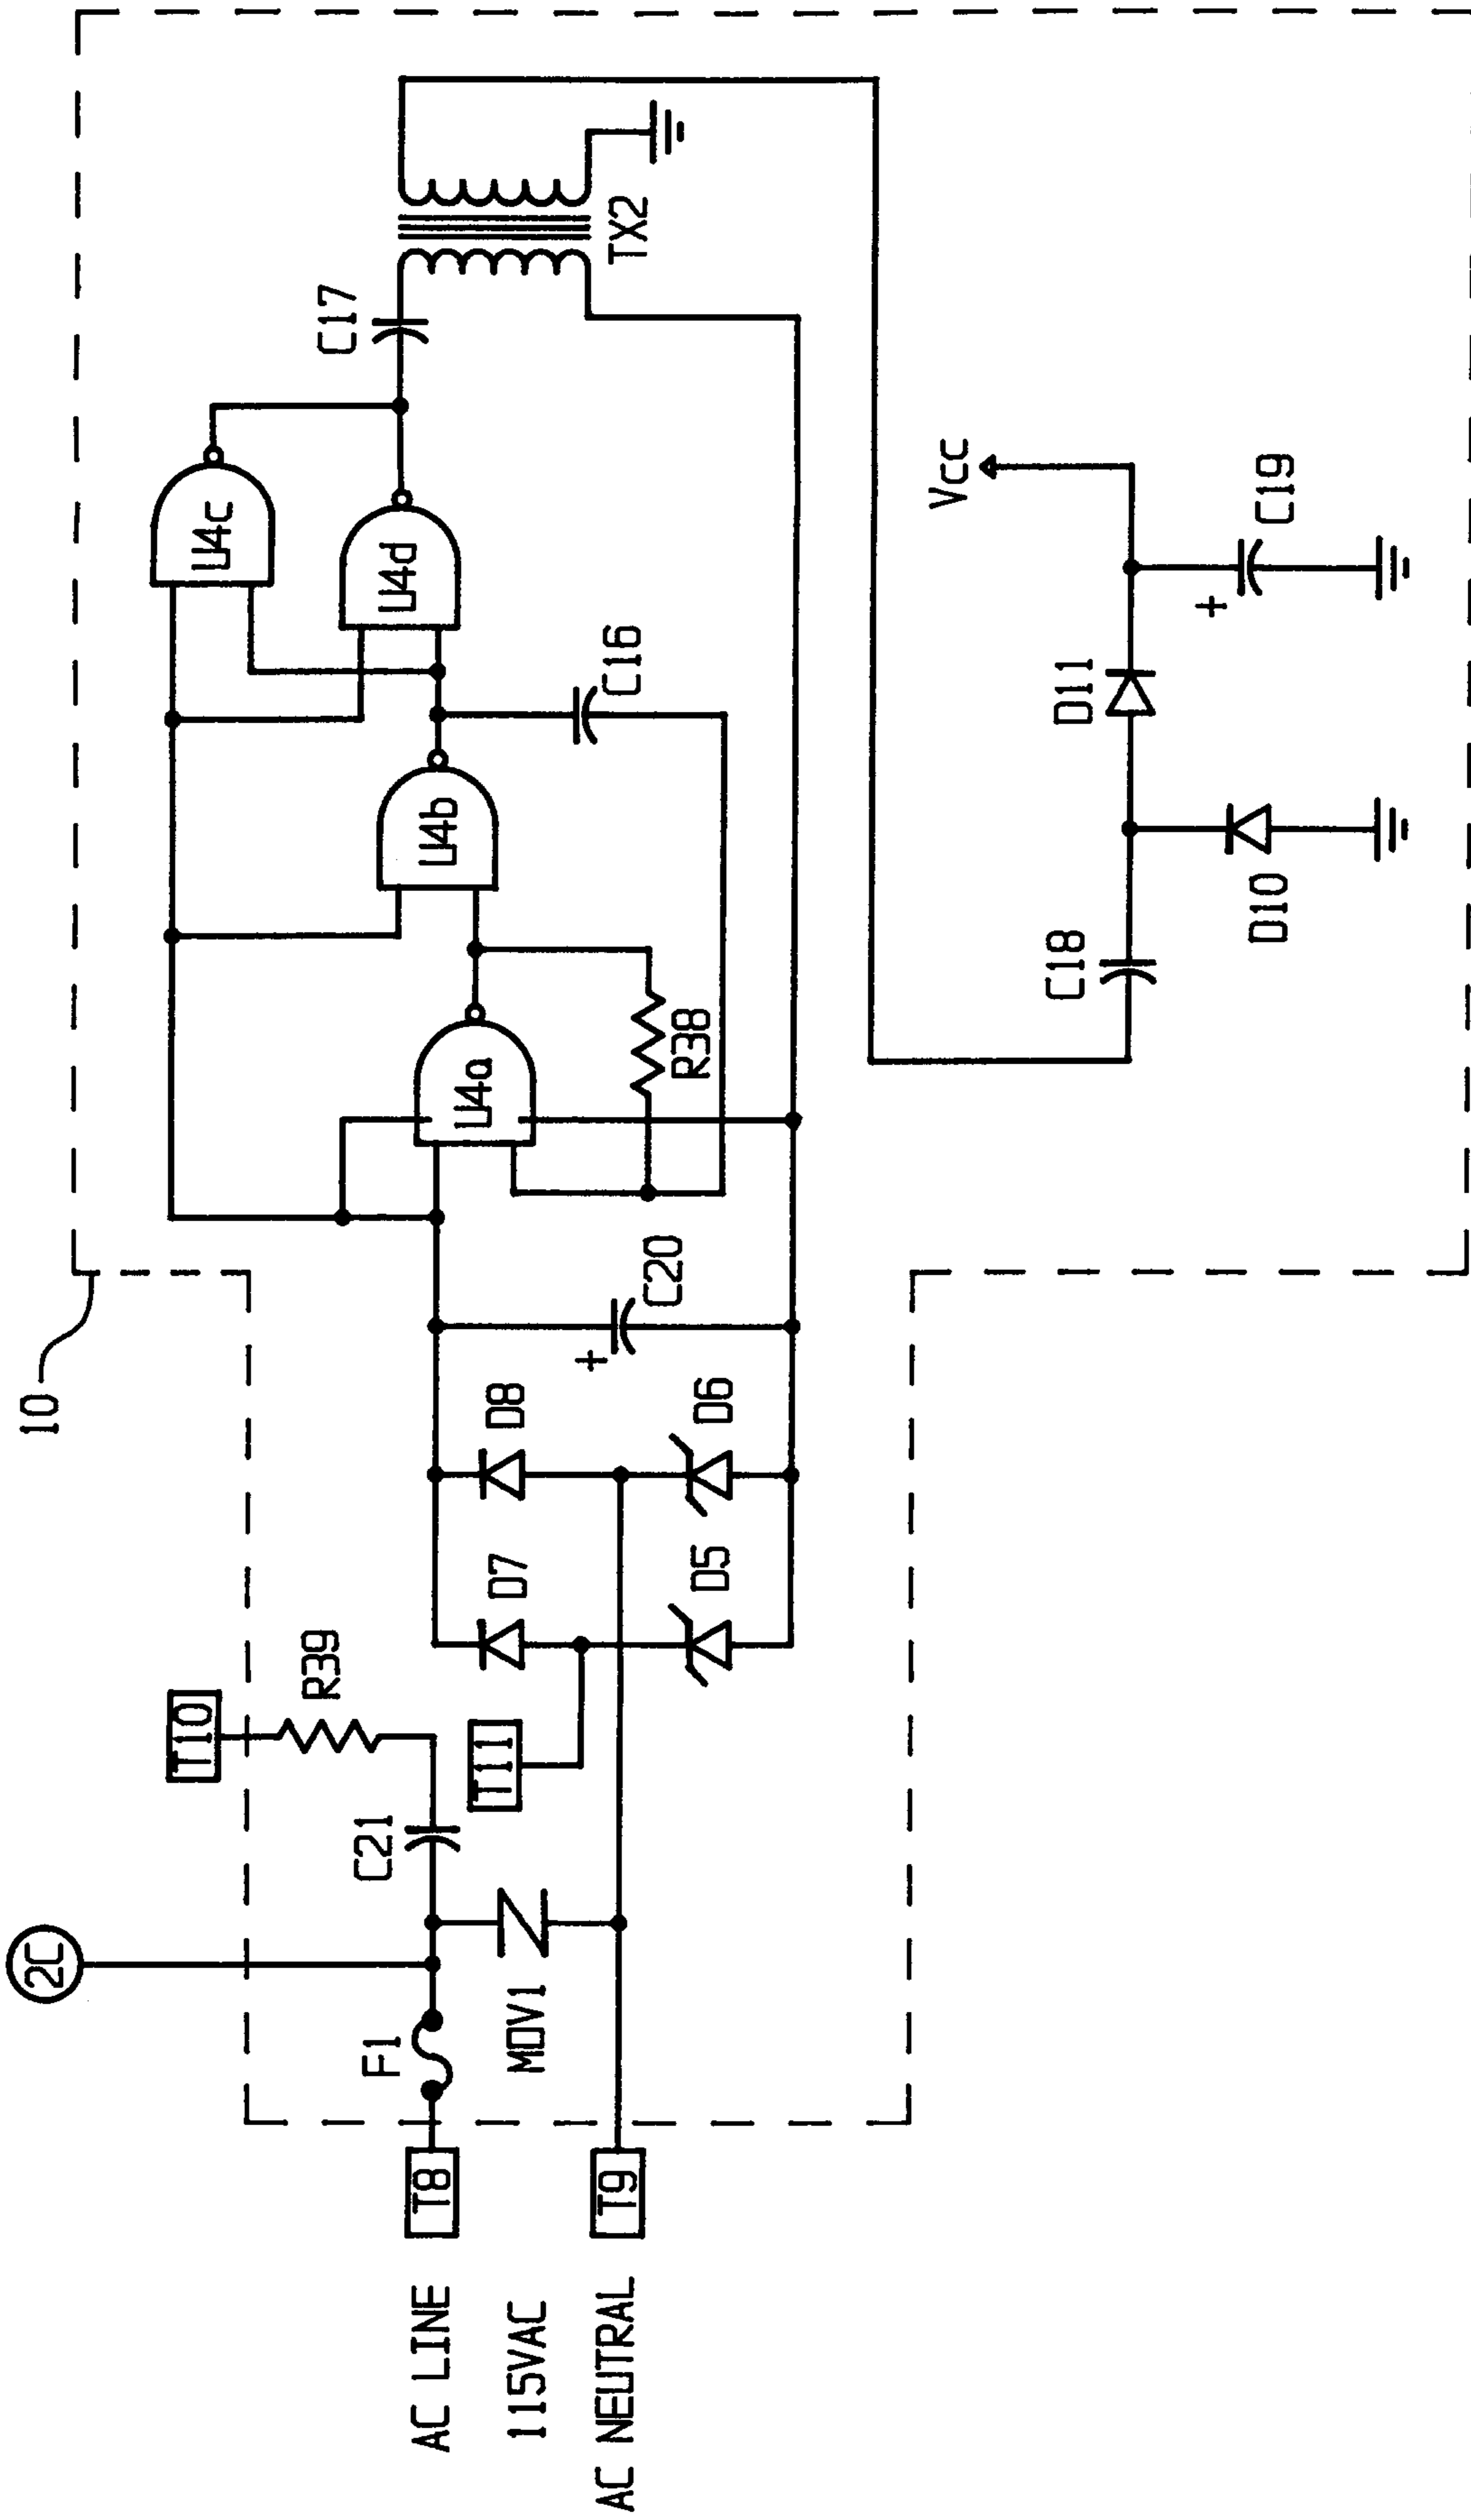 10
2C
T10
R39
C21
F1
T8
AC LINE
MOV1
115VAC
T9
AC NEUTRAL
T11
D7
D8
D5
D6
+
C20
U4a
R38
U4b
C16
U4c
U4d
C17
TX2
C18
D10
D11
Vcc
+
C19